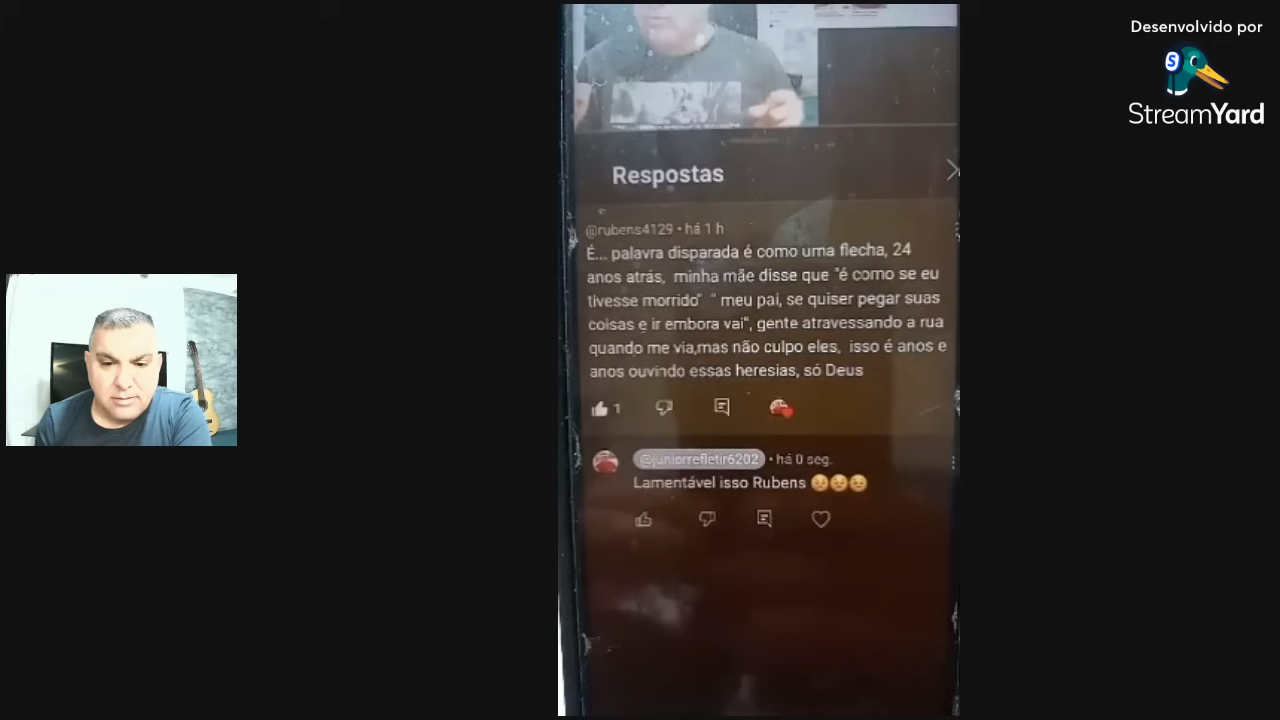 Desenvolvido por
StreamYard
Respostas
@rubens4129 • há 1 h
É... palavra disparada é como uma flecha, 24
anos atrás, minha mãe disse que "é como se eu
tivesse morrido" " meu pai, se quiser pegar suas
coisas e ir embora vai", gente atravessando a rua
quando me via,mas não culpo eles, isso é anos e
anos ouvindo essas heresias, só Deus
1
@juniorrefletir6202 • há 0 seg.
Lamentável isso Rubens 😣😣😣